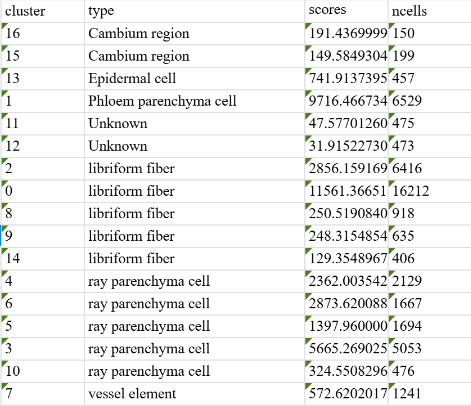 cluster type scores ncells
16 Cambium region 191.4369999 150
15 Cambium region 149.5849304 199
13 Epidermal cell 741.9137395 457
1 Phloem parenchyma cell 9716.466734 6529
11 Unknown 47.57701260 475
12 Unknown 31.91522730 473
2 libriform fiber 2856.159169 6416
0 libriform fiber 11561.36651 16212
8 libriform fiber 250.5190840 918
9 libriform fiber 248.3154854 635
14 libriform fiber 129.3548967 406
4 ray parenchyma cell 2362.003542 2129
6 ray parenchyma cell 2873.620088 1667
5 ray parenchyma cell 1397.960000 1694
3 ray parenchyma cell 5665.269025 5053
10 ray parenchyma cell 324.5508296 476
7 vessel element 572.6202017 1241